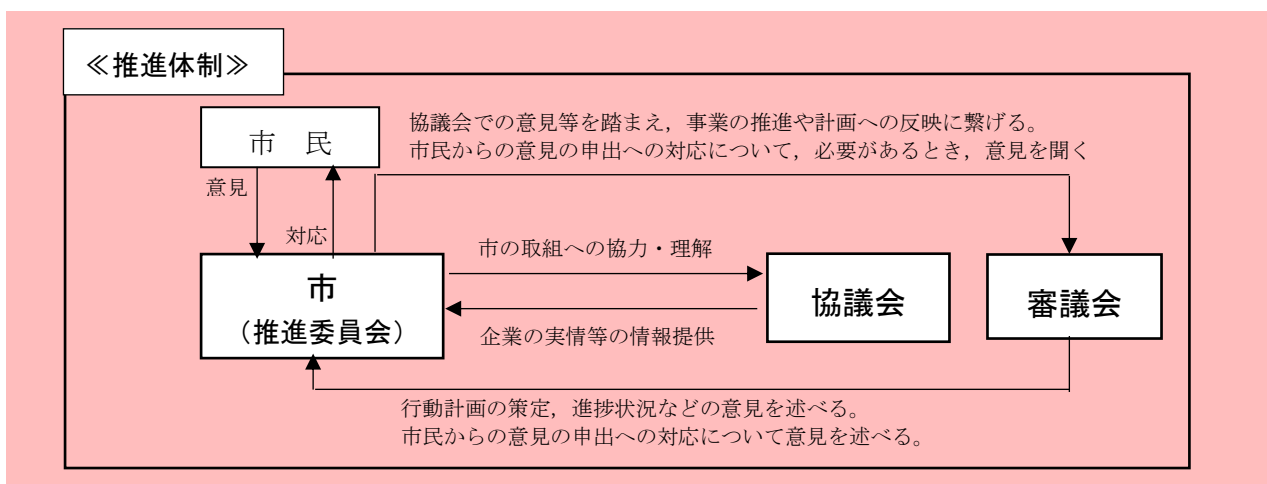 ≪推進体制≫
市　民
協議会での意見等を踏まえ，事業の推進や計画への反映に繋げる。
市民からの意見の申出への対応について，必要があるとき，意見を聞く
意見
対応
市の取組への協力・理解
市
（推進委員会）
協議会
審議会
企業の実情等の情報提供
行動計画の策定，進捗状況などの意見を述べる。
市民からの意見の申出への対応について意見を述べる。